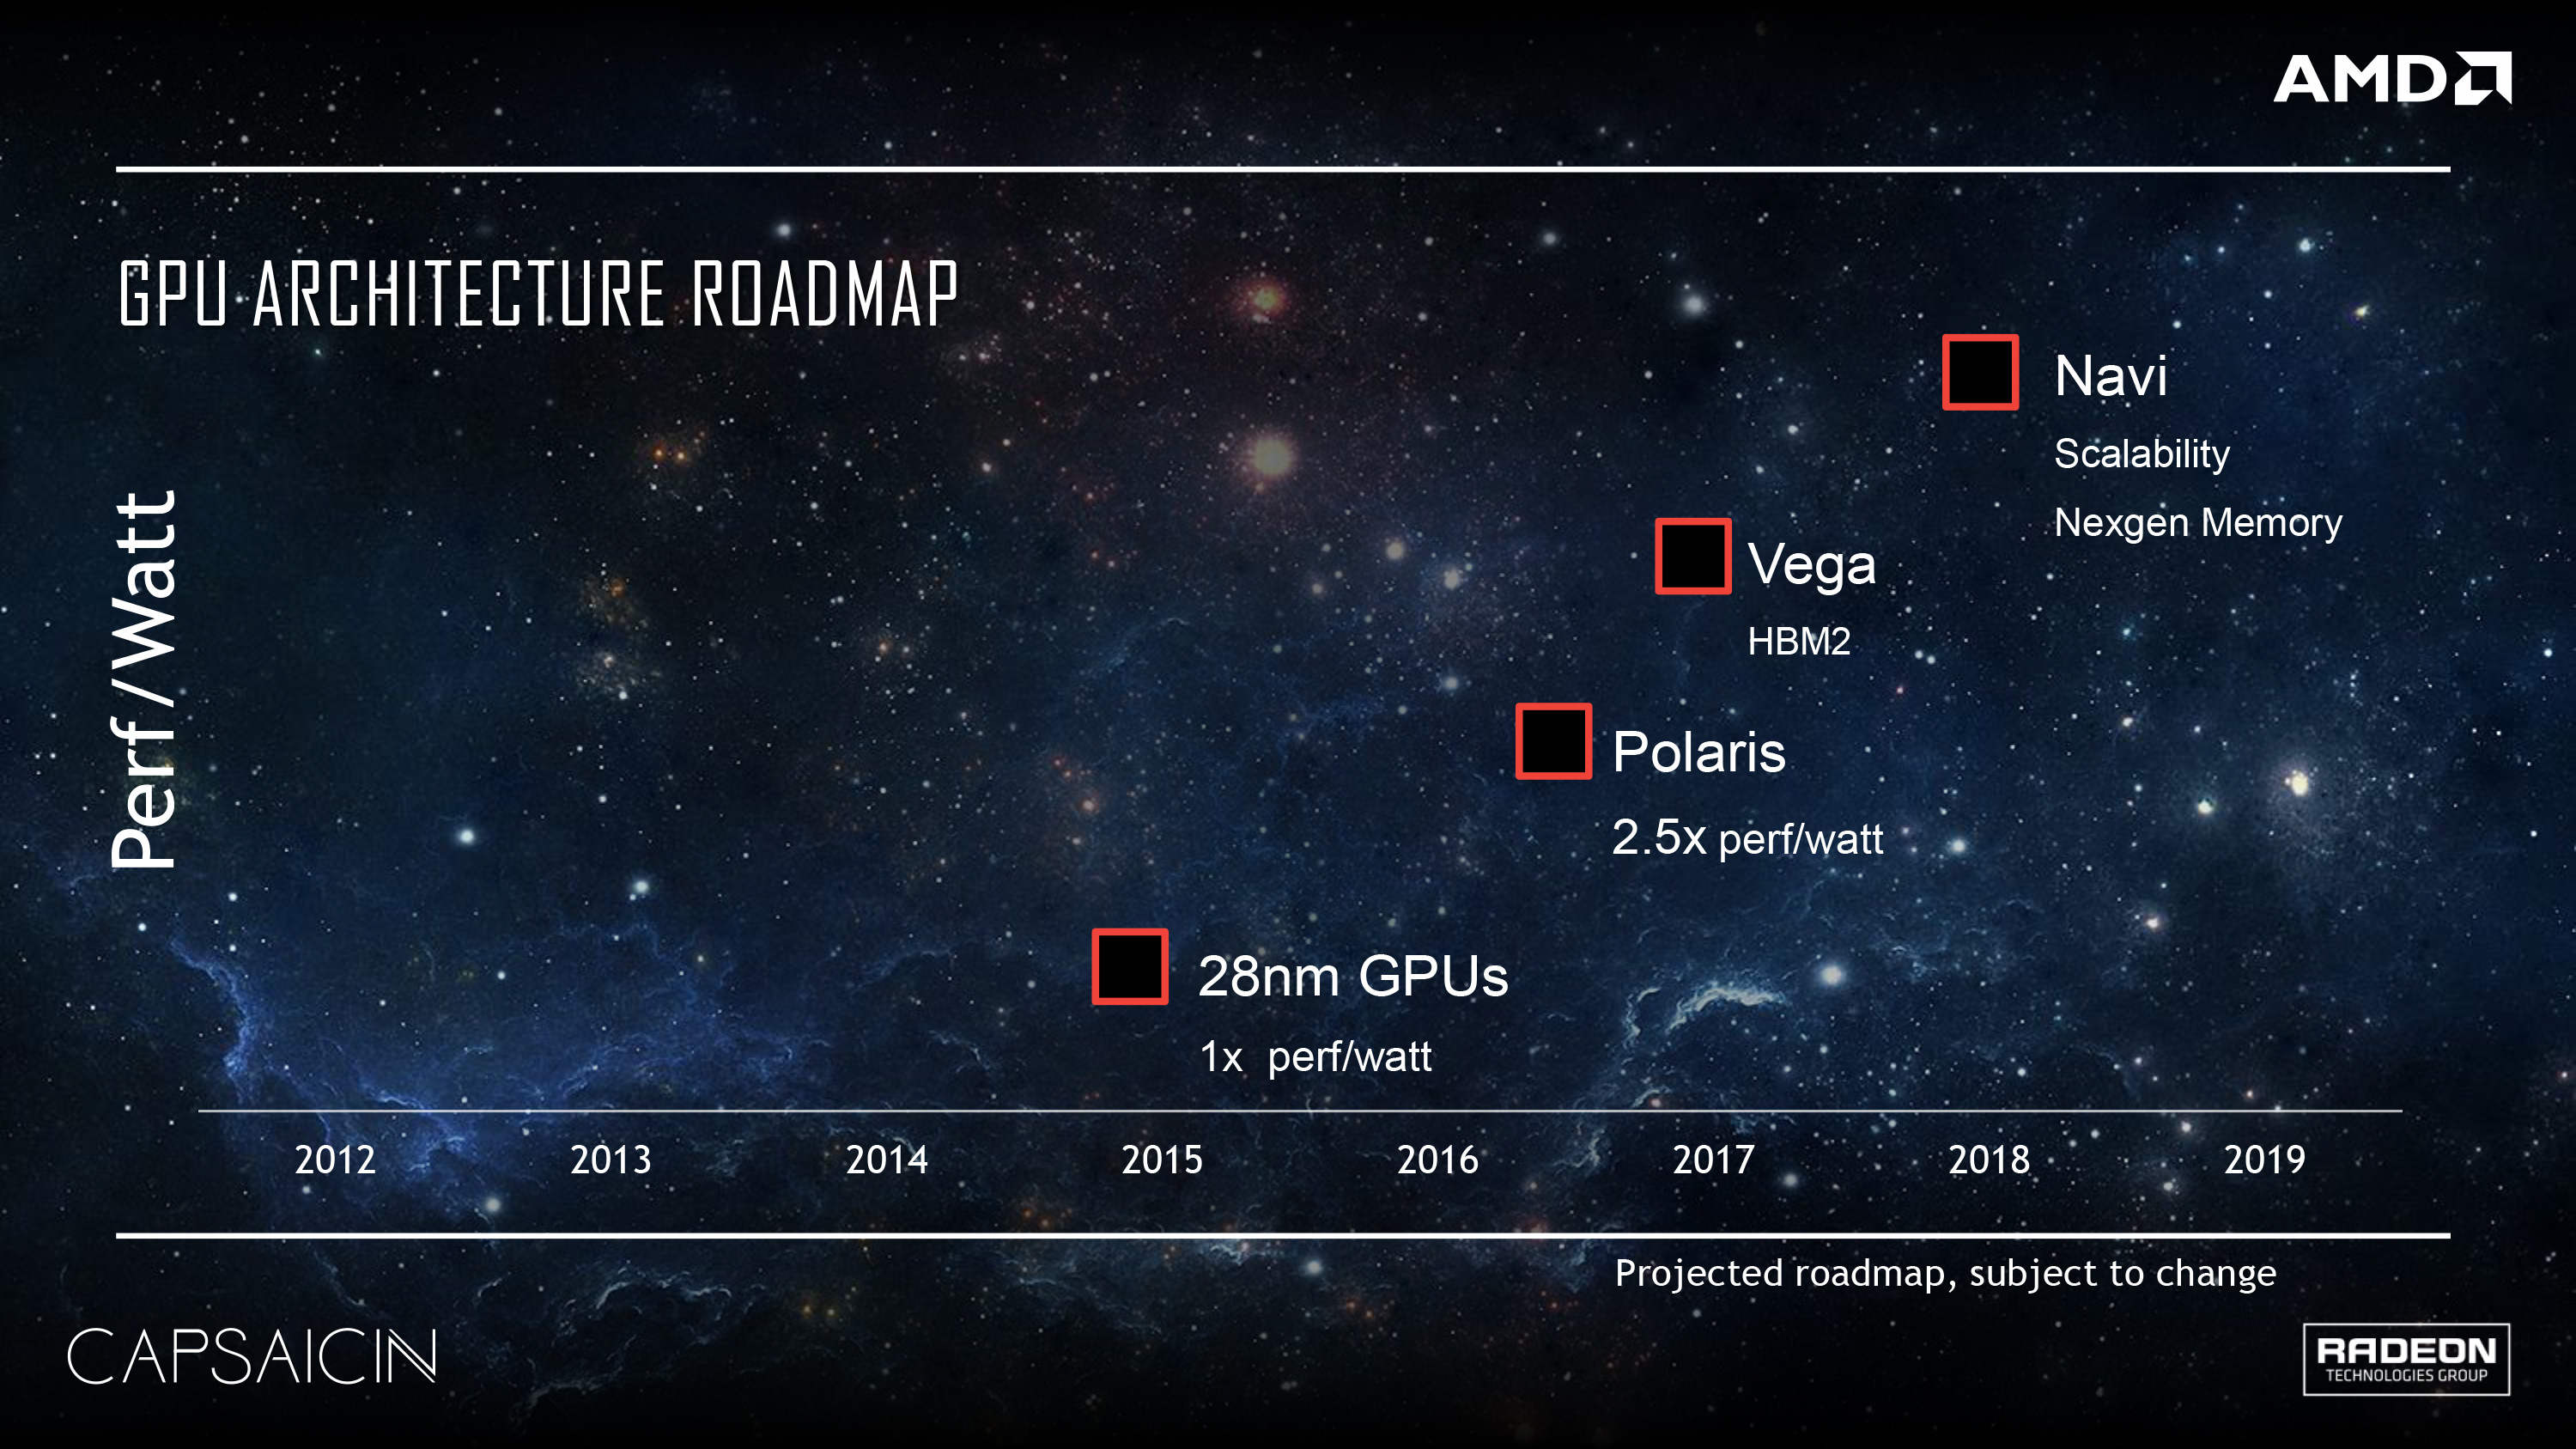 AMD
GPU ARCHITECTURE ROADMAP
Perf/Watt
Navi
Scalability
Nexgen Memory
Vega
HBM2
Polaris
2.5x perf/watt
28nm GPUs
1x perf/watt
2012 2013 2014 2015 2016 2017 2018 2019
Projected roadmap, subject to change
CAPSAICIN
RADEON
TECHNOLOGIES GROUP